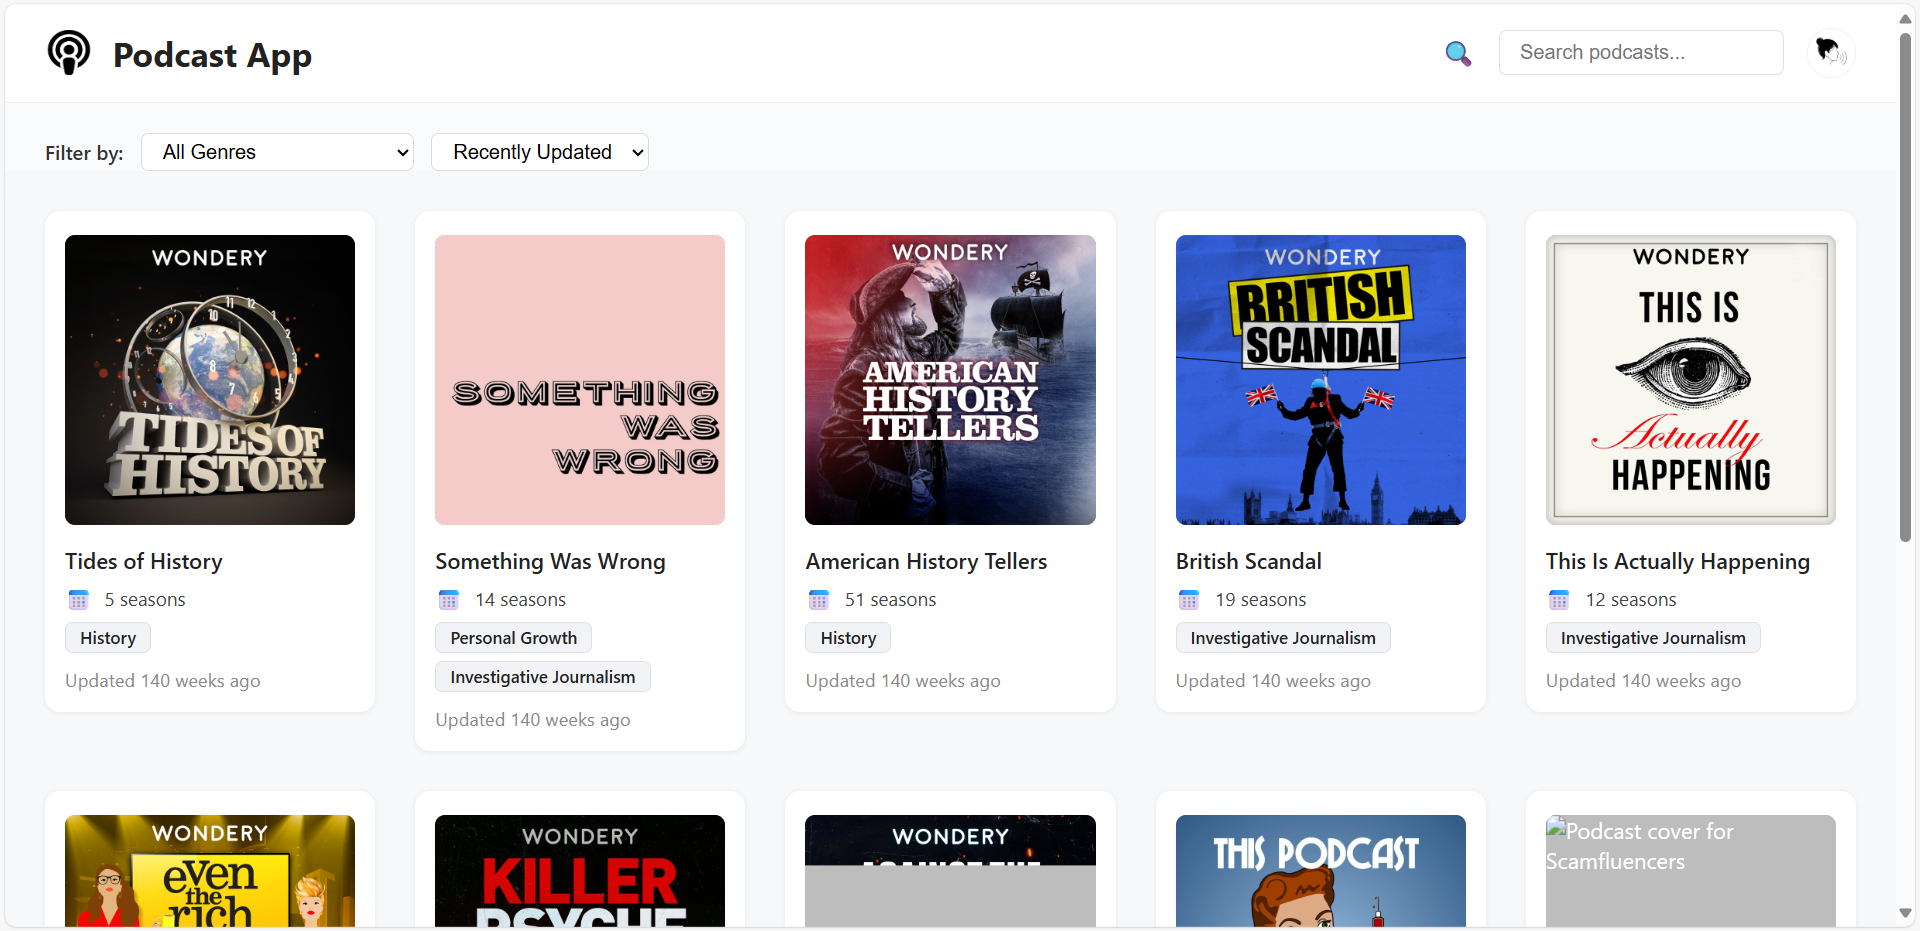 Podcast App
Search podcasts...
Filter by:
All Genres
Recently Updated
WONDERY
TIDES OF
HISTORY
Tides of History
5 seasons
History
Updated 140 weeks ago
SOMETHING
WAS
WRONG
Something Was Wrong
14 seasons
Personal Growth
Investigative Journalism
Updated 140 weeks ago
WONDERY
AMERICAN
HISTORY
TELLERS
American History Tellers
51 seasons
History
Updated 140 weeks ago
WONDERY
BRITISH
SCANDAL
British Scandal
19 seasons
Investigative Journalism
Updated 140 weeks ago
WONDERY
THIS IS
Actually
HAPPENING
This Is Actually Happening
12 seasons
Investigative Journalism
Updated 140 weeks ago
WONDERY
even
the
rich
WONDERY
KILLER
PSYCHE
WONDERY
THIS PODCAST
Podcast cover for
Scamfluencers